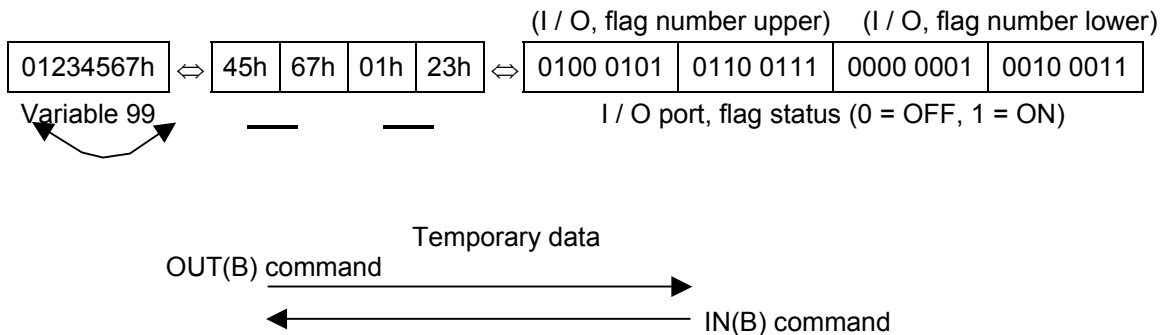 (I / O, flag number upper) (I / O, flag number lower)
01234567h ⇔ 45h 67h 01h 23h ⇔ 0100 0101 0110 0111 0000 0001 0010 0011
Variable 99 I / O port, flag status (0 = OFF, 1 = ON)
Temporary data
OUT(B) command
IN(B) command